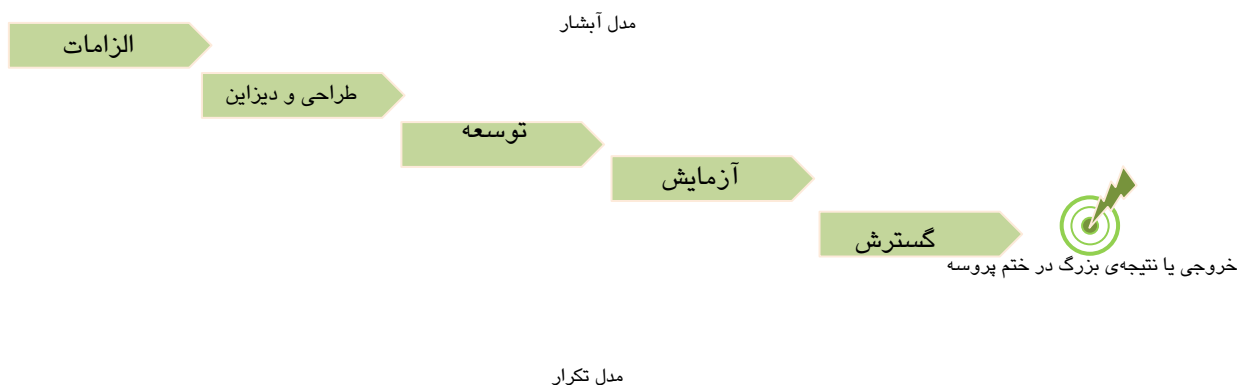 مدل آبشار
الزامات
طراحی و دیزاین
توسعه
آزمایش
گسترش
خروجی یا نتیجه‌ی بزرگ در ختم پروسه
مدل تکرار